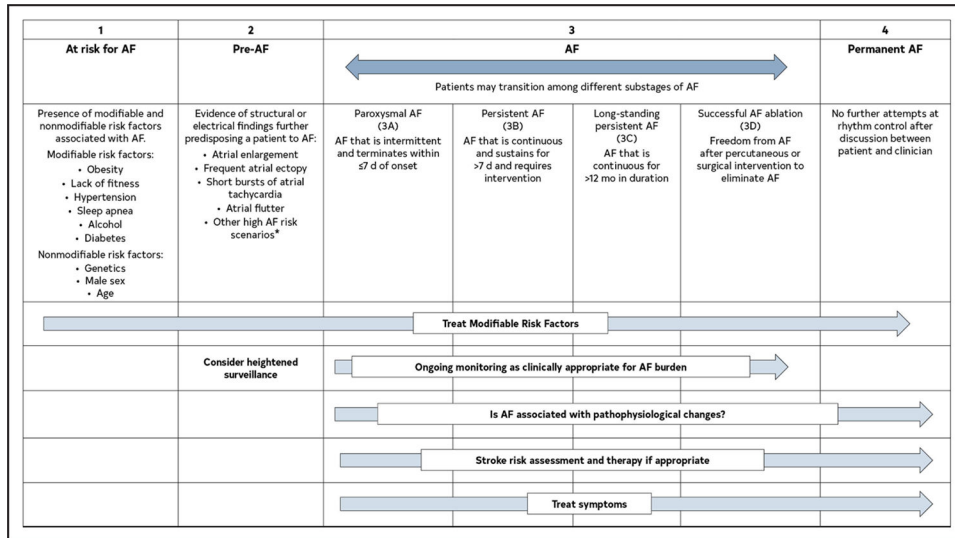 1
At risk for AF
2
Pre-AF
3
AF
Patients may transition among different substages of AF
4
Permanent AF
Presence of modifiable and
nonmodifiable risk factors
associated with AF.
Modifiable risk factors:
• Obesity
• Lack of fitness
• Hypertension
• Sleep apnea
• Alcohol
• Diabetes
Nonmodifiable risk factors:
• Genetics
• Male sex
• Age
Evidence of structural or
electrical findings further
predisposing a patient to AF:
• Atrial enlargement
• Frequent atrial ectopy
• Short bursts of atrial
tachycardia
• Atrial flutter
• Other high AF risk
scenarios*
Paroxysmal AF
(3A)
AF that is intermittent
and terminates within
≤7 d of onset
Persistent AF
(3B)
AF that is continuous
and sustains for
>7 d and requires
intervention
Long-standing
persistent AF
(3C)
AF that is
continuous for
>12 mo in duration
Successful AF ablation
(3D)
Freedom from AF
after percutaneous or
surgical intervention to
eliminate AF
No further attempts at
rhythm control after
discussion between
patient and clinician
Treat Modifiable Risk Factors
Consider heightened
surveillance
Ongoing monitoring as clinically appropriate for AF burden
Is AF associated with pathophysiological changes?
Stroke risk assessment and therapy if appropriate
Treat symptoms